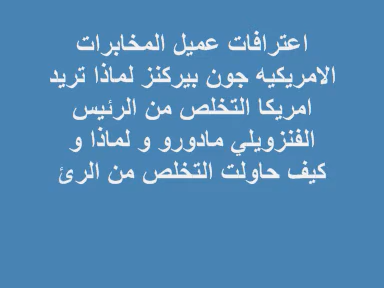 اعترافات عميل المخابرات
الامريكيه جون بيركنز لماذا تريد
امريكا التخلص من الرئيس
الفنزويلي مادورو و لماذا و
كيف حاولت التخلص من الرئ